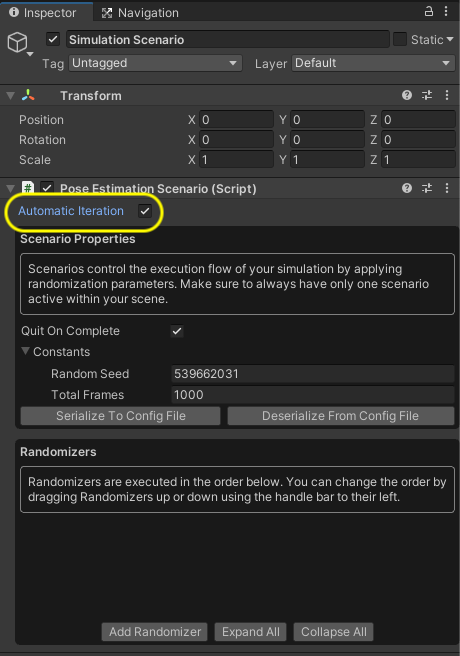 Inspector Navigation
Simulation Scenario Static
Tag Untagged Layer Default
Transform
Position X 0 Y 0 Z 0
Rotation X 0 Y 0 Z 0
Scale X 1 Y 1 Z 1
# Pose Estimation Scenario (Script)
Automatic Iteration
Scenario Properties
Scenarios control the execution flow of your simulation by applying
randomization parameters. Make sure to always have only one scenario
active within your scene.
Quit On Complete
Constants
Random Seed 539662031
Total Frames 1000
Serialize To Config File Deserialize From Config File
Randomizers
Randomizers are executed in the order below. You can change the order by
dragging Randomizers up or down using the handle bar to their left.
Add Randomizer Expand All Collapse All